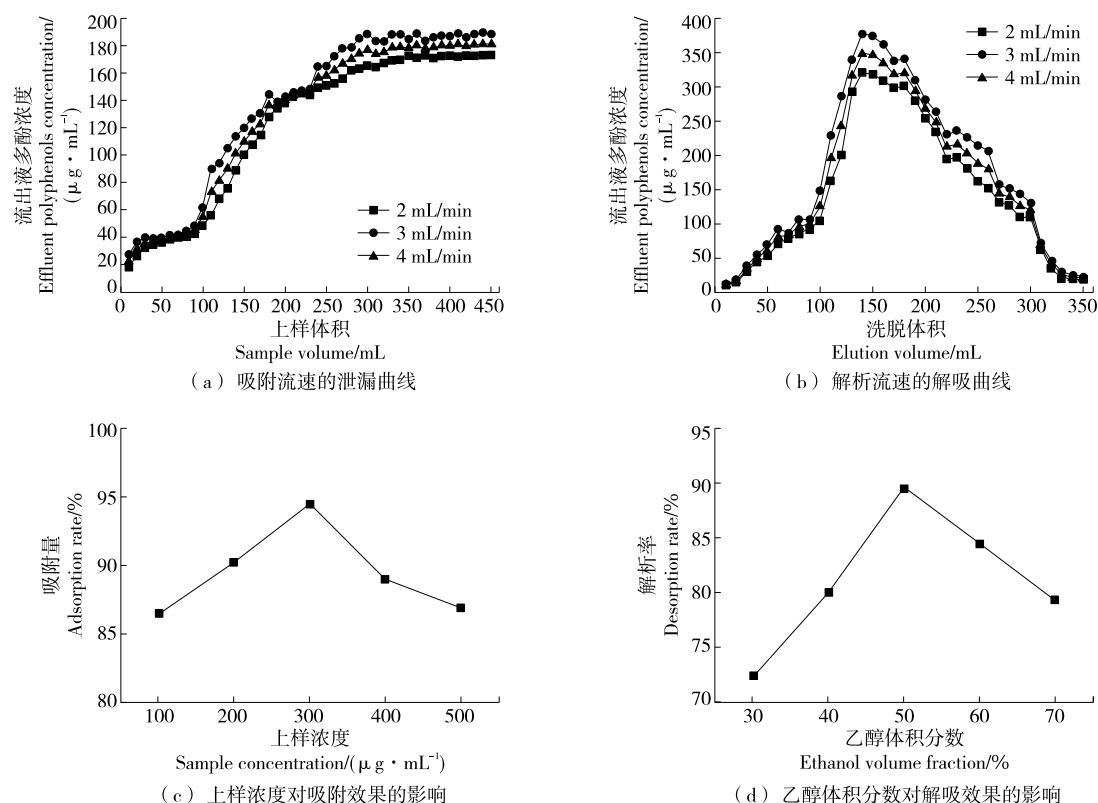 流出液多酚浓度
Effluent polyphenols concentration/
(μg·mL⁻¹)
200
180
160
140
120
100
80
60
40
20
0
2 mL/min
3 mL/min
4 mL/min
0 50 100 150 200 250 300 350 400 450
上样体积
Sample volume/mL
(a) 吸附流速的泄漏曲线
流出液多酚浓度
Effluent polyphenols concentration/
(μg·mL⁻¹)
400
350
300
250
200
150
100
50
0
2 mL/min
3 mL/min
4 mL/min
0 50 100 150 200 250 300 350
洗脱体积
Elution volume/mL
(b) 解析流速的解吸曲线
吸附量
Adsorption rate/%
100
95
90
85
80
100 200 300 400 500
上样浓度
Sample concentration/(μg·mL⁻¹)
(c) 上样浓度对吸附效果的影响
解析率
Desorption rate/%
95
90
85
80
75
70
30 40 50 60 70
乙醇体积分数
Ethanol volume fraction/%
(d) 乙醇体积分数对解吸效果的影响